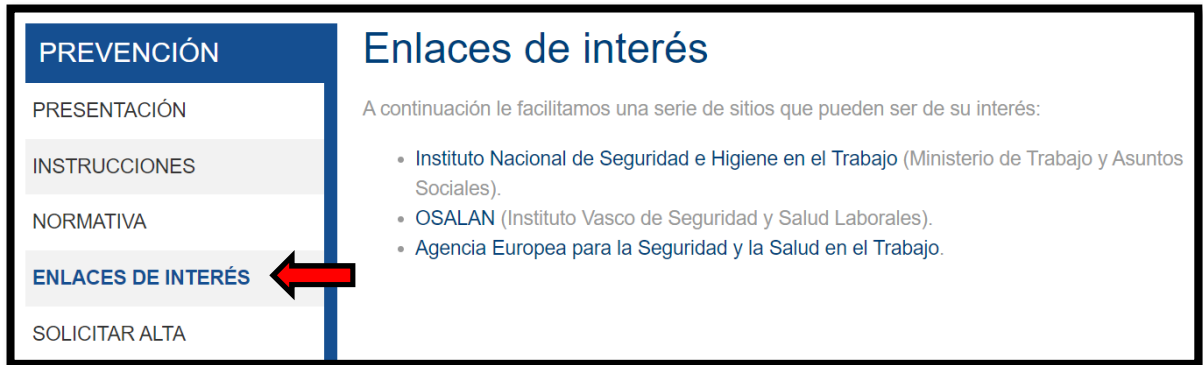 PREVENCIÓN
PRESENTACIÓN
INSTRUCCIONES
NORMATIVA
ENLACES DE INTERÉS
SOLICITAR ALTA
Enlaces de interés
A continuación le facilitamos una serie de sitios que pueden ser de su interés:
• Instituto Nacional de Seguridad e Higiene en el Trabajo (Ministerio de Trabajo y Asuntos
Sociales).
• OSALAN (Instituto Vasco de Seguridad y Salud Laborales).
• Agencia Europea para la Seguridad y la Salud en el Trabajo.